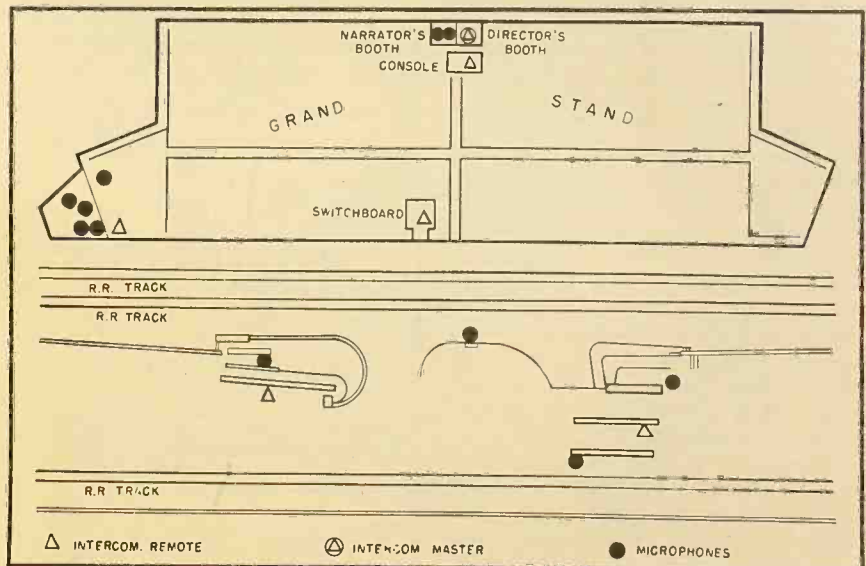 NARRATOR'S
BOOTH
DIRECTOR'S
BOOTH
CONSOLE
GRAND
STAND
SWITCHBOARD
R.R. TRACK
R.R TRACK
R.R TRACK
INTERCOM. REMOTE
INTERCOM MASTER
MICROPHONES